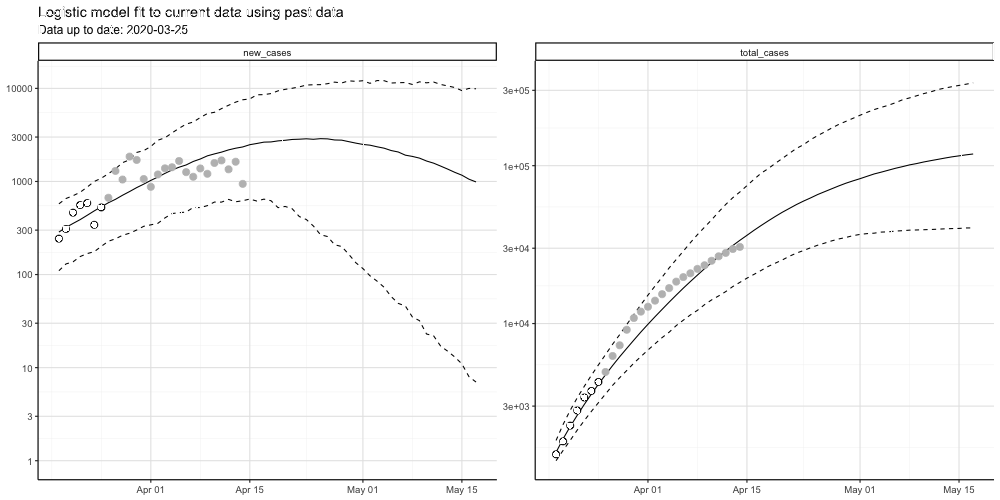 Logistic model fit to current data using past data
Data up to date: 2020-03-25
new_cases
total_cases
10000
3000
1000
300
100
30
10
3
1
Apr 01
Apr 15
May 01
May 15
3e+05
1e+05
3e+04
1e+04
3e+03
Apr 01
Apr 15
May 01
May 15